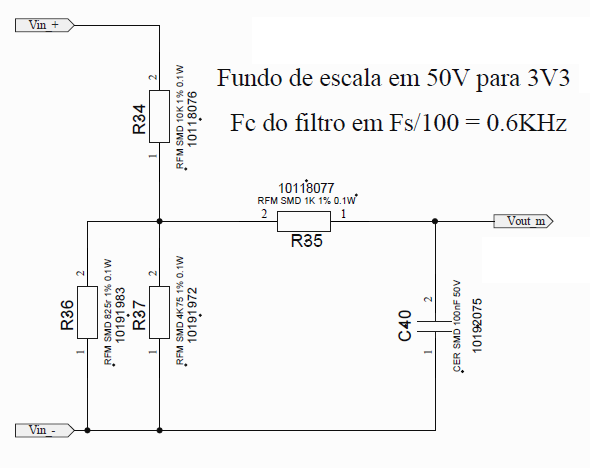 Vin_+
Fundo de escala em 50V para 3V3
Fc do filtro em Fs/100 = 0.6KHz
2
R34
RFM SMD 10K 1% 0.1W
10118076
1
10118077
RFM SMD 1K 1% 0.1W
2
1
R35
Vout_m
2
R36
RFM SMD 825r 1% 0.1W
10191983
1
2
R37
RFM SMD 4K75 1% 0.1W
10191972
1
2
C40
CER SMD 100nF 50V
10192075
1
Vin_-